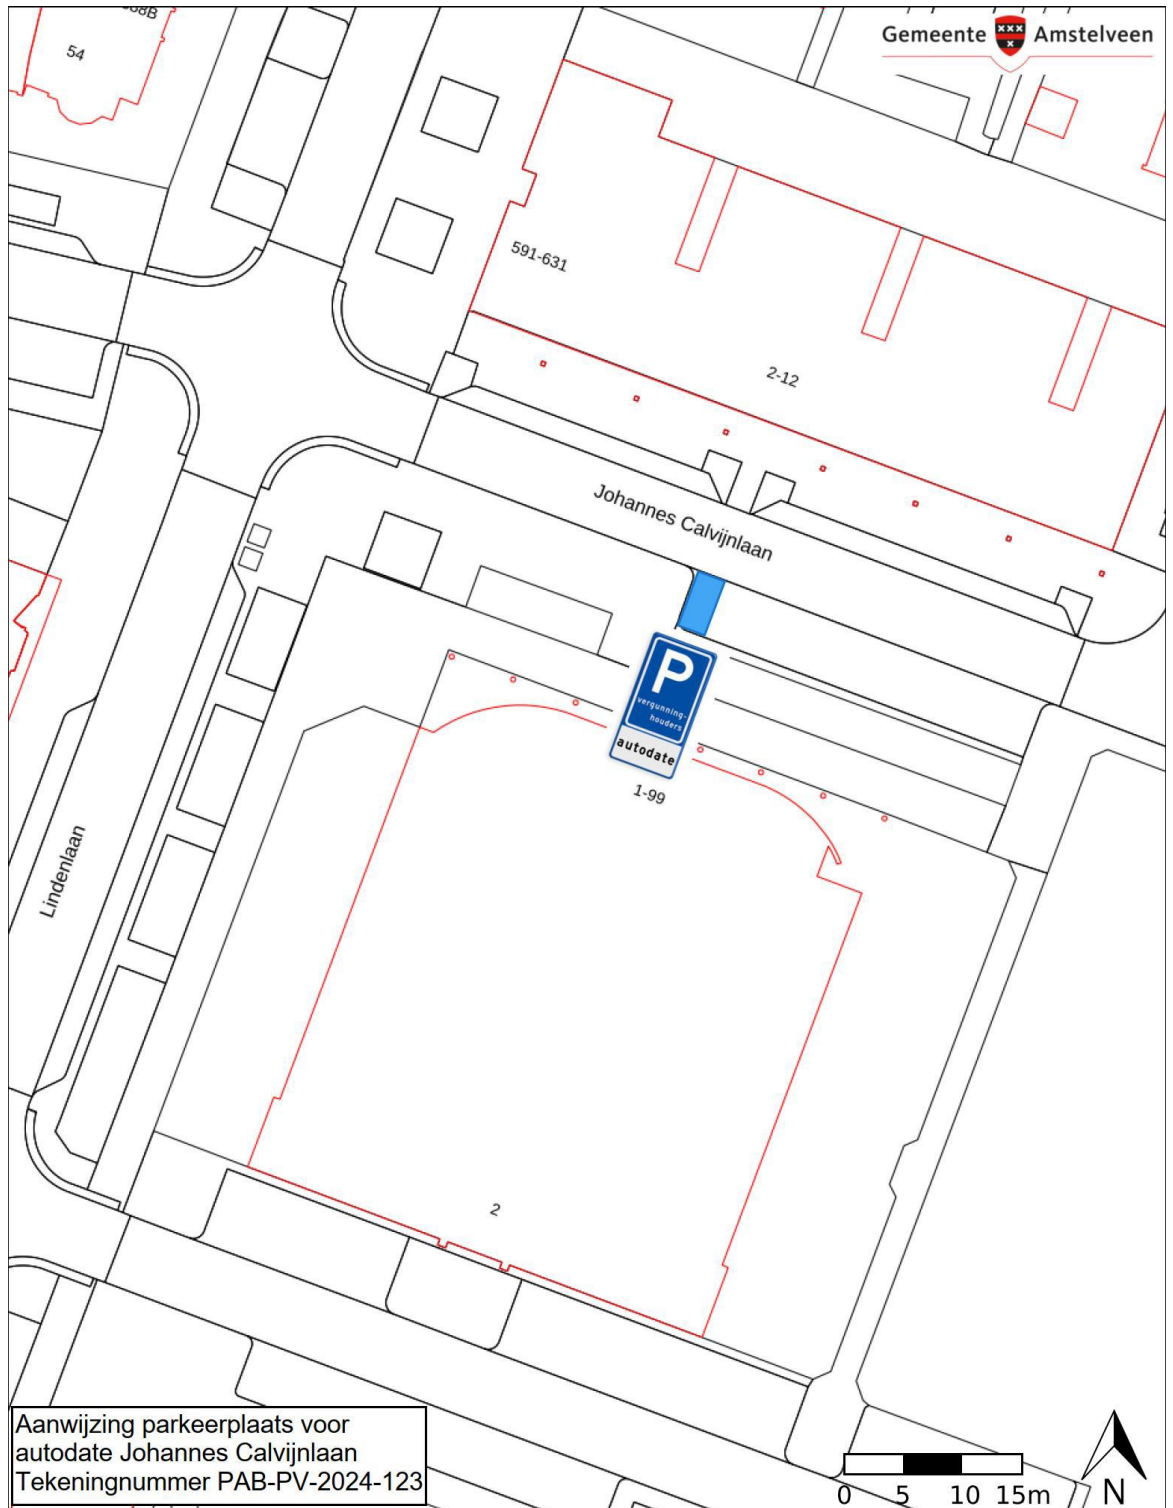 Gemeente Amstelveen
54
591-631
2-12
Johannes Calvijnlaan
P
vergunning-
houders
autodate
1-99
Lindenlaan
2
Aanwijzing parkeerplaats voor
autodate Johannes Calvijnlaan
Tekeningnummer PAB-PV-2024-123
0 5 10 15m
N